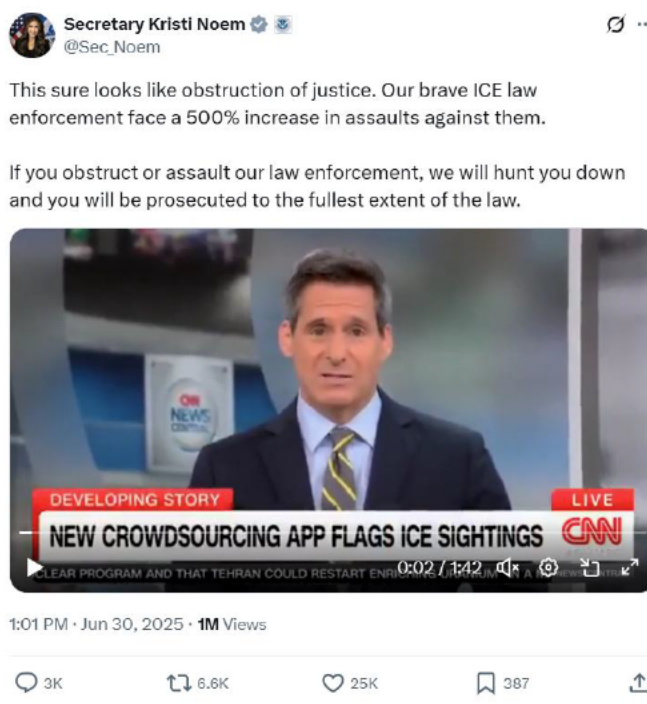 Secretary Kristi Noem
@Sec_Noem
This sure looks like obstruction of justice. Our brave ICE law
enforcement face a 500% increase in assaults against them.
If you obstruct or assault our law enforcement, we will hunt you down
and you will be prosecuted to the fullest extent of the law.
CNN
NEWS
CENTRAL
DEVELOPING STORY
LIVE
NEW CROWDSOURCING APP FLAGS ICE SIGHTINGS
CNN
CLEAR PROGRAM AND THAT TEHRAN COULD RESTART
0:02 / 1:42
1:01 PM · Jun 30, 2025 · 1M Views
3K
6.6K
25K
387